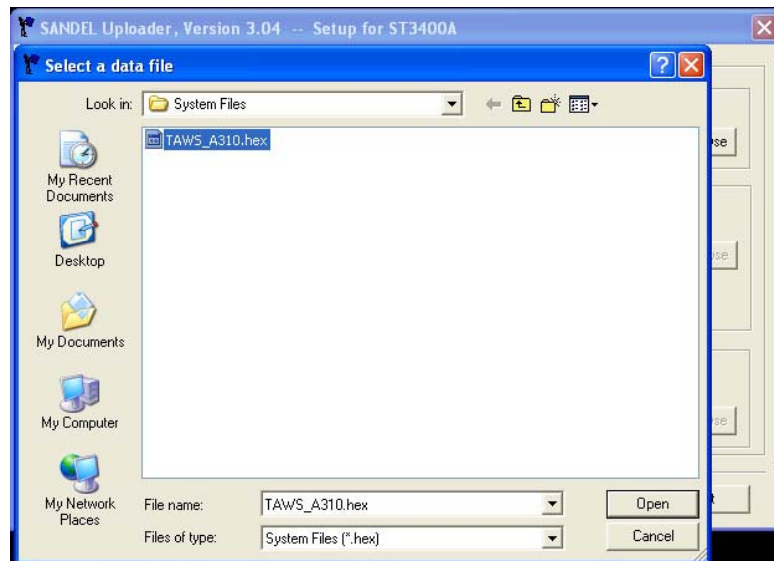 SANDEL Uploader, Version 3.04 -- Setup for ST3400A
Select a data file
Look in: System Files
TAWS_A310.hex
My Recent
Documents
Desktop
My Documents
My Computer
My Network
Places
File name: TAWS_A310.hex Open
Files of type: System Files (*.hex) Cancel